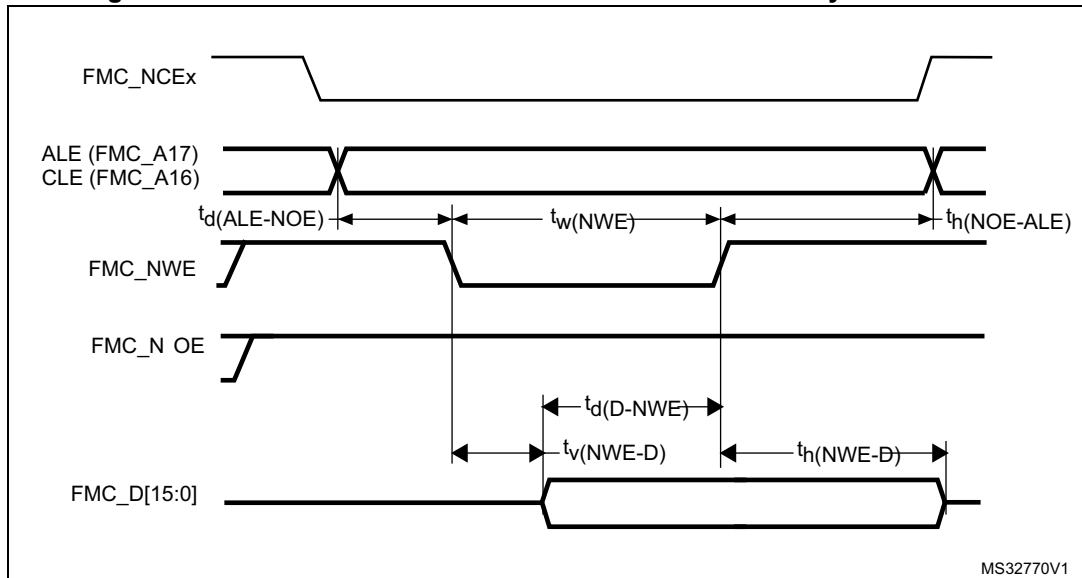 FMC_NCEx
ALE (FMC_A17)
CLE (FMC_A16)
td(ALE-NOE)
tw(NWE)
th(NOE-ALE)
FMC_NWE
FMC_N OE
td(D-NWE)
tv(NWE-D)
th(NWE-D)
FMC_D[15:0]
MS32770V1